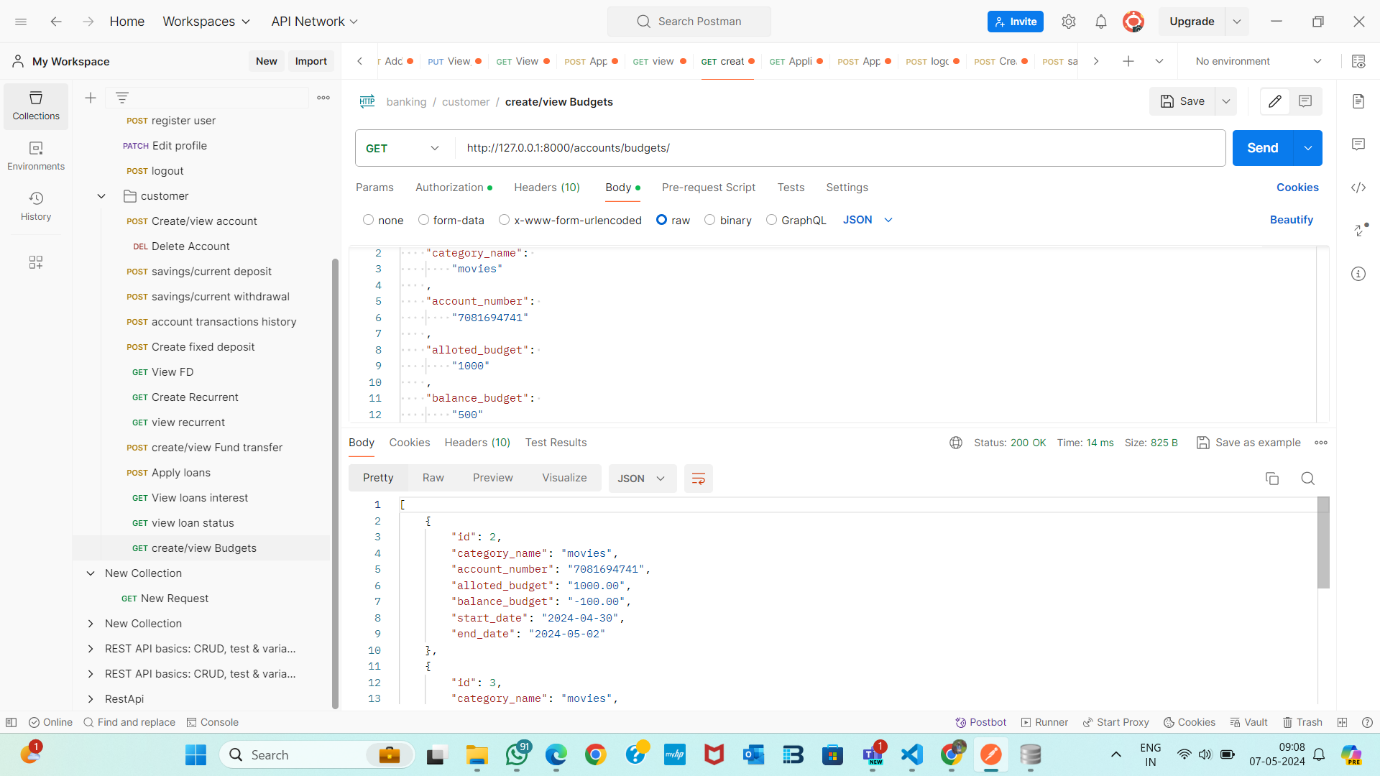 Home Workspaces API Network Search Postman Invite Upgrade
My Workspace New Import Add PUT View GET View POST App GET view GET creat GET Appli POST App POST logo POST Cre. POST sa No environment
Collections
Environments
History
POST register user
PATCH Edit profile
POST logout
customer
POST Create/view account
DEL Delete Account
POST savings/current deposit
POST savings/current withdrawal
POST account transactions history
POST Create fixed deposit
GET View FD
GET Create Recurrent
GET view recurrent
POST create/view Fund transfer
POST Apply loans
GET View loans interest
GET view loan status
GET create/view Budgets
New Collection
GET New Request
New Collection
REST API basics: CRUD, test & varia...
REST API basics: CRUD, test & varia...
RestApi
HTTP banking / customer / create/view Budgets Save
GET http://127.0.0.1:8000/accounts/budgets/ Send
Params Authorization Headers (10) Body Pre-request Script Tests Settings Cookies
none form-data x-www-form-urlencoded raw binary GraphQL JSON Beautify
2 "category_name":
3 "movies"
4 ,
5 "account_number":
6 "7081694741"
7 ,
8 "alloted_budget":
9 "1000"
10 ,
11 "balance_budget":
12 "500"
Body Cookies Headers (10) Test Results Status: 200 OK Time: 14 ms Size: 825 B Save as example
Pretty Raw Preview Visualize JSON
1 [
2 {
3 "id": 2,
4 "category_name": "movies",
5 "account_number": "7081694741",
6 "alloted_budget": "1000.00",
7 "balance_budget": "-100.00",
8 "start_date": "2024-04-30",
9 "end_date": "2024-05-02"
10 },
11 {
12 "id": 3,
13 "category_name": "movies",
Online Find and replace Console Postbot Runner Start Proxy Cookies Vault Trash
1 Search 91 1 NEW ENG 09:08 PRE
IN 07-05-2024